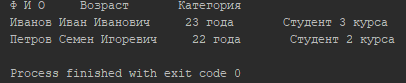 Ф И О Возраст Категория
Иванов Иван Иванович 23 года Студент 3 курса
Петров Семен Игоревич 22 года Студент 2 курса
Process finished with exit code 0